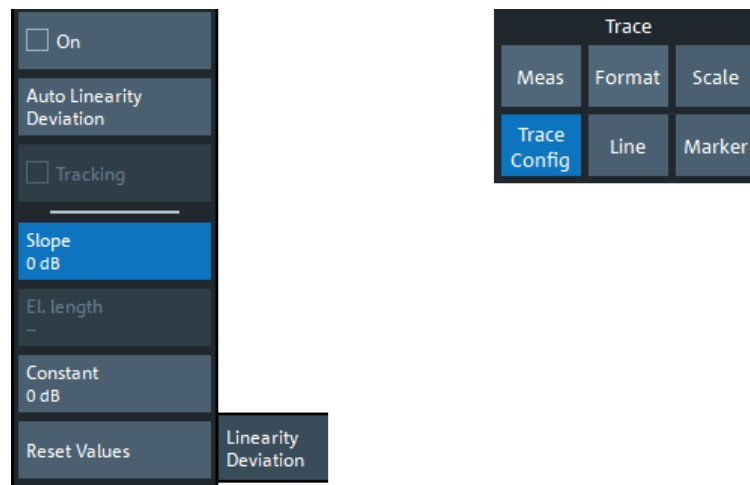 On
Auto Linearity
Deviation
Tracking
Slope
0 dB
El. length
–
Constant
0 dB
Reset Values
Linearity
Deviation
Trace
Meas
Format
Scale
Trace
Config
Line
Marker